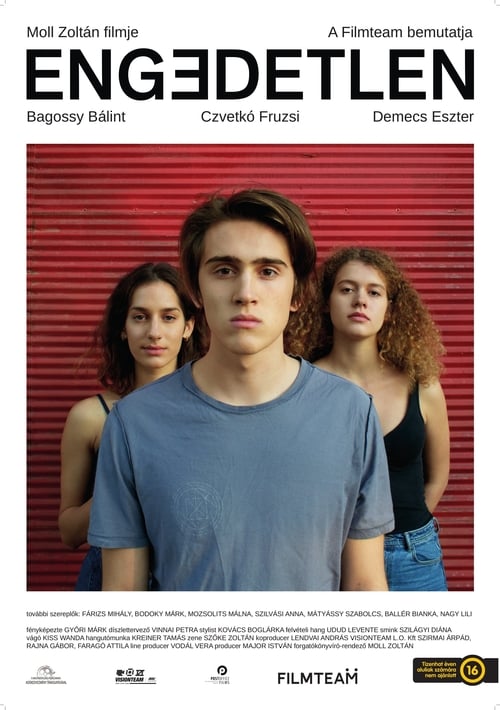 Moll Zoltán filmje
A Filmteam bemutatja
ENGEDETLEN
Bagossy Bálint
Czvetkó Fruzsi
Demecs Eszter
további szereplők: FÁRIZS MIHÁLY, BODOKY MÁRK, MOZSOLITS MÁLNA, SZILVÁSI ANNA, MÁTYÁSSY SZABOLCS, BALLÉR BIANKA, NAGY LILI
fényképezte GYŐRI MÁRK díszlettervező VINNAI PETRA stylist KOVÁCS BOGLÁRKA felvételi hang UDUD LEVENTE smink SZILÁGYI DIÁNA
vágó KISS WANDA hangutómunka KREINER TAMÁS zene SZŐKE ZOLTÁN koproducer LENDVAI ANDRÁS VISIONTEAM L.O. Kft SZIRMAI ÁRPÁD,
RAJNA GÁBOR, FARAGÓ ATTILA line producer VODÁL VERA producer MAJOR ISTVÁN forgatókönyvíró-rendező MOLL ZOLTÁN
VISIONTEAM
FILMS
FILMTEAM
Tizenhat éven
aluliak számára
nem ajánlott
16